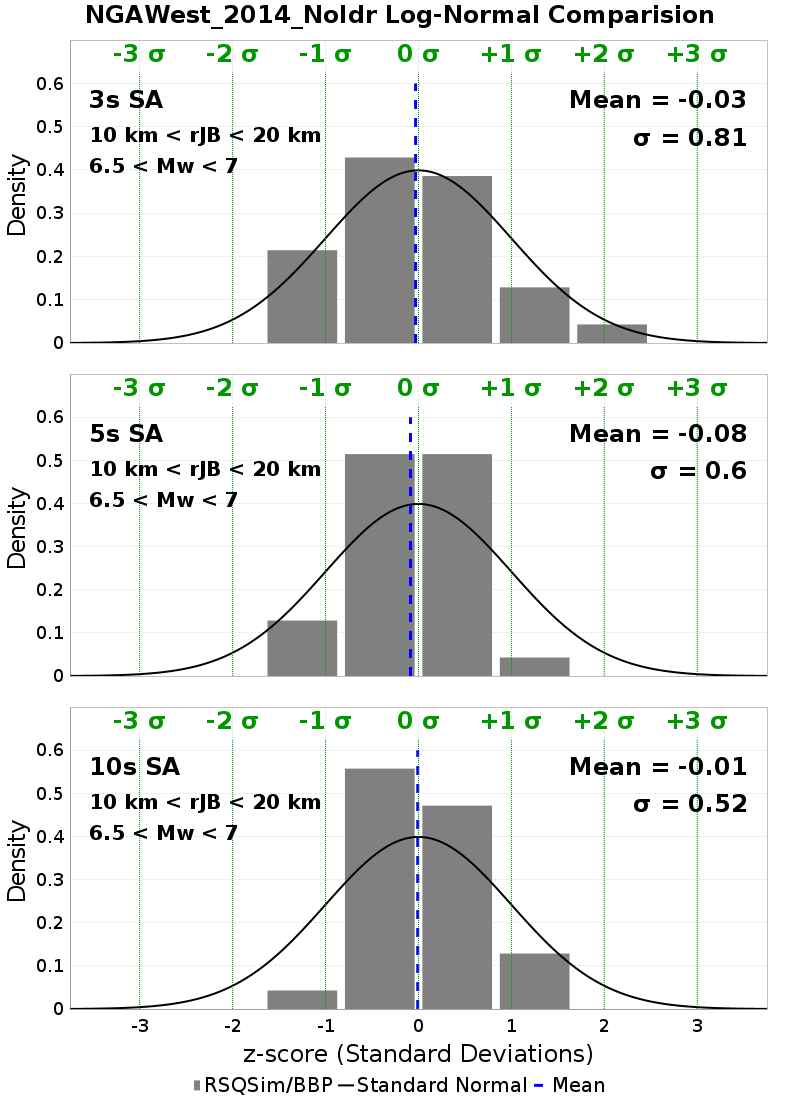 NGAWest_2014_NoIdr Log-Normal Comparision
-3 σ -2 σ -1 σ 0 σ +1 σ +2 σ +3 σ
3s SA
10 km < rJB < 20 km
6.5 < Mw < 7
Mean = -0.03
σ = 0.81
Density
0.6
0.5
0.4
0.3
0.2
0.1
0
-3 σ -2 σ -1 σ 0 σ +1 σ +2 σ +3 σ
5s SA
10 km < rJB < 20 km
6.5 < Mw < 7
Mean = -0.08
σ = 0.6
Density
0.6
0.5
0.4
0.3
0.2
0.1
0
-3 σ -2 σ -1 σ 0 σ +1 σ +2 σ +3 σ
10s SA
10 km < rJB < 20 km
6.5 < Mw < 7
Mean = -0.01
σ = 0.52
Density
0.6
0.5
0.4
0.3
0.2
0.1
0
-3 -2 -1 0 1 2 3
z-score (Standard Deviations)
RSQSim/BBP Standard Normal Mean